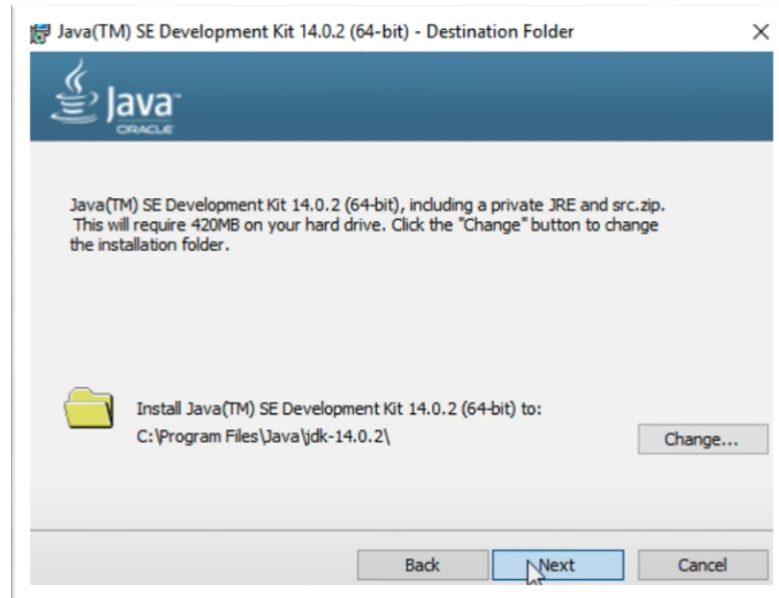 Java(TM) SE Development Kit 14.0.2 (64-bit) - Destination Folder
Java™
ORACLE
Java(TM) SE Development Kit 14.0.2 (64-bit), including a private JRE and src.zip.
This will require 420MB on your hard drive. Click the "Change" button to change
the installation folder.
Install Java(TM) SE Development Kit 14.0.2 (64-bit) to:
C:\Program Files\Java\jdk-14.0.2\
Change...
Back Next Cancel